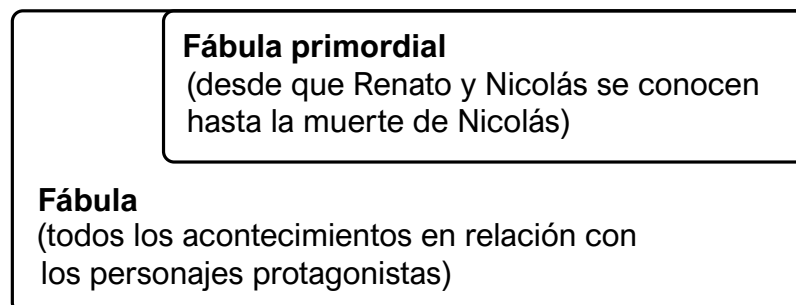 Fábula primordial
(desde que Renato y Nicolás se conocen
hasta la muerte de Nicolás)
Fábula
(todos los acontecimientos en relación con
los personajes protagonistas)